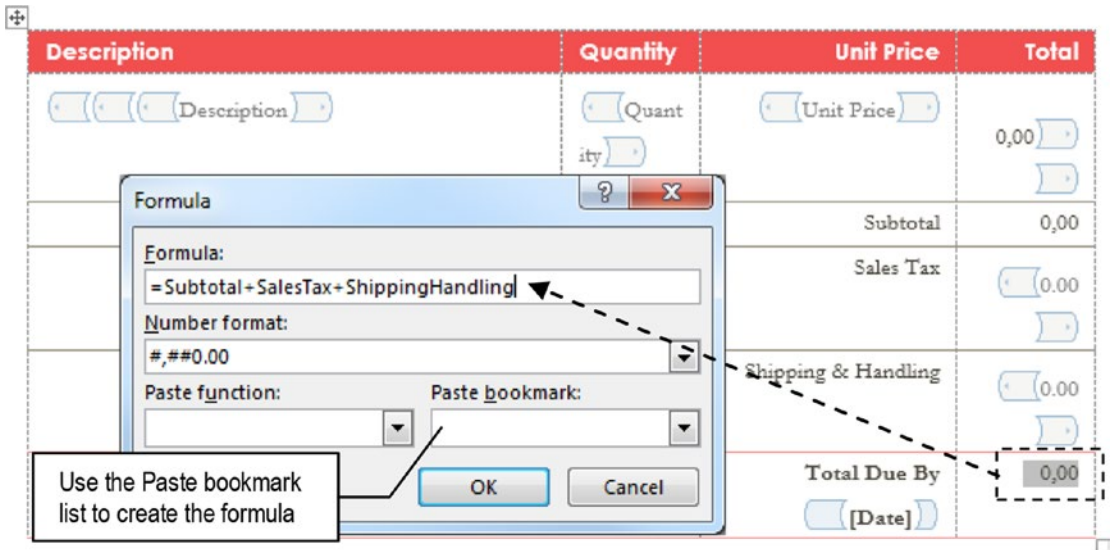 Description Quantity Unit Price Total
Description Quant Unit Price
ity 0,00
Formula
Subtotal 0,00
Formula:
=Subtotal+SalesTax+ShippingHandling
Sales Tax 0.00
Number format:
#,##0.00
Paste function: Paste bookmark:
Shipping & Handling 0.00
Use the Paste bookmark
list to create the formula
OK Cancel
Total Due By 0,00
[Date]